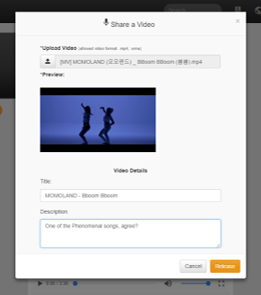 Share a Video
×
*Upload Video (allowed video format: .mp4, .wmv)
[MV] MOMOLAND (모모랜드) _ BBoom BBoom (뿜뿜).mp4
*Preview:
Video Details
Title:
MOMOLAND - Bboom Bboom
Description:
One of the Phenomenal songs, agree?
Cancel
Release